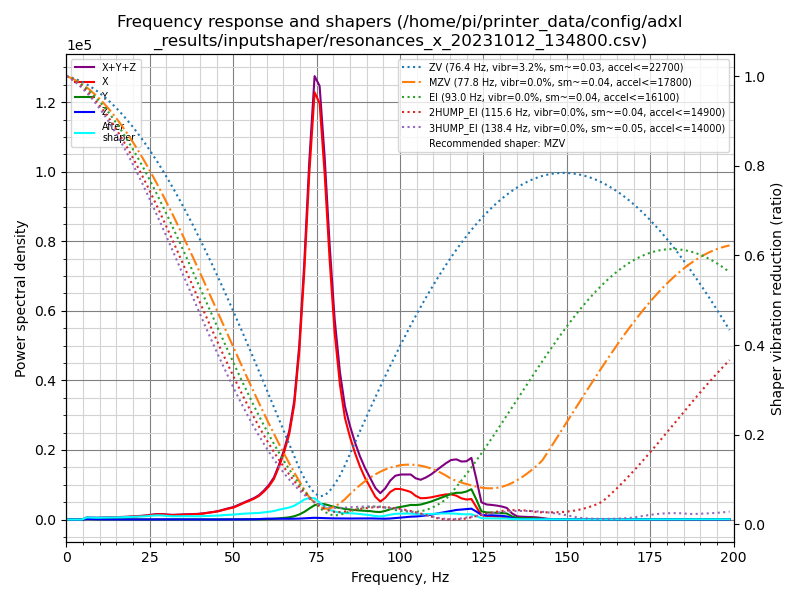 Frequency response and shapers (/home/pi/printer_data/config/adxl
_results/inputshaper/resonances_x_20231012_134800.csv)
1e5
X+Y+Z
X
Y
Z
After
shaper
ZV (76.4 Hz, vibr=3.2%, sm~=0.03, accel<=22700)
MZV (77.8 Hz, vibr=0.0%, sm~=0.04, accel<=17800)
EI (93.0 Hz, vibr=0.0%, sm~=0.04, accel<=16100)
2HUMP_EI (115.6 Hz, vibr=0.0%, sm~=0.04, accel<=14900)
3HUMP_EI (138.4 Hz, vibr=0.0%, sm~=0.05, accel<=14000)
Recommended shaper: MZV
Power spectral density
1.2
1.0
0.8
0.6
0.4
0.2
0.0
1.0
0.8
0.6
0.4
0.2
0.0
Shaper vibration reduction (ratio)
0 25 50 75 100 125 150 175 200
Frequency, Hz